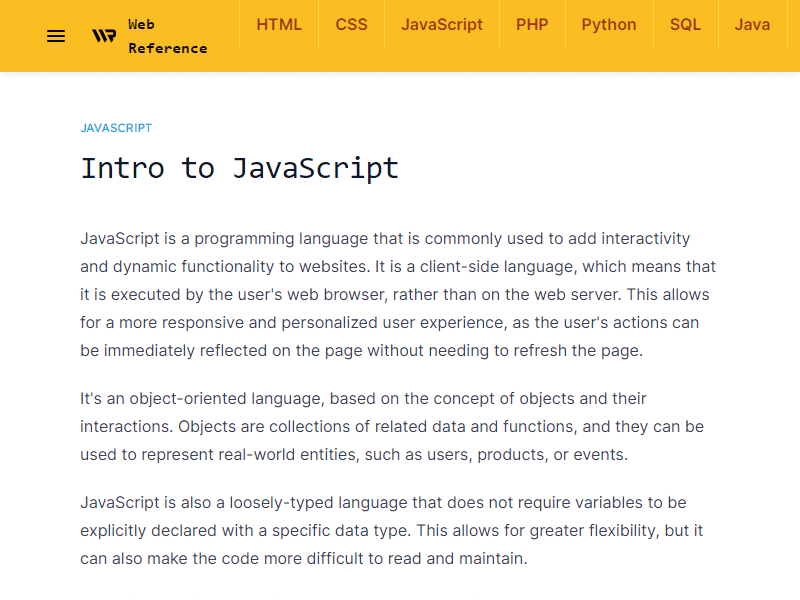 Web
Reference
HTML CSS JavaScript PHP Python SQL Java
JAVASCRIPT
Intro to JavaScript
JavaScript is a programming language that is commonly used to add interactivity
and dynamic functionality to websites. It is a client-side language, which means that
it is executed by the user's web browser, rather than on the web server. This allows
for a more responsive and personalized user experience, as the user's actions can
be immediately reflected on the page without needing to refresh the page.
It's an object-oriented language, based on the concept of objects and their
interactions. Objects are collections of related data and functions, and they can be
used to represent real-world entities, such as users, products, or events.
JavaScript is also a loosely-typed language that does not require variables to be
explicitly declared with a specific data type. This allows for greater flexibility, but it
can also make the code more difficult to read and maintain.